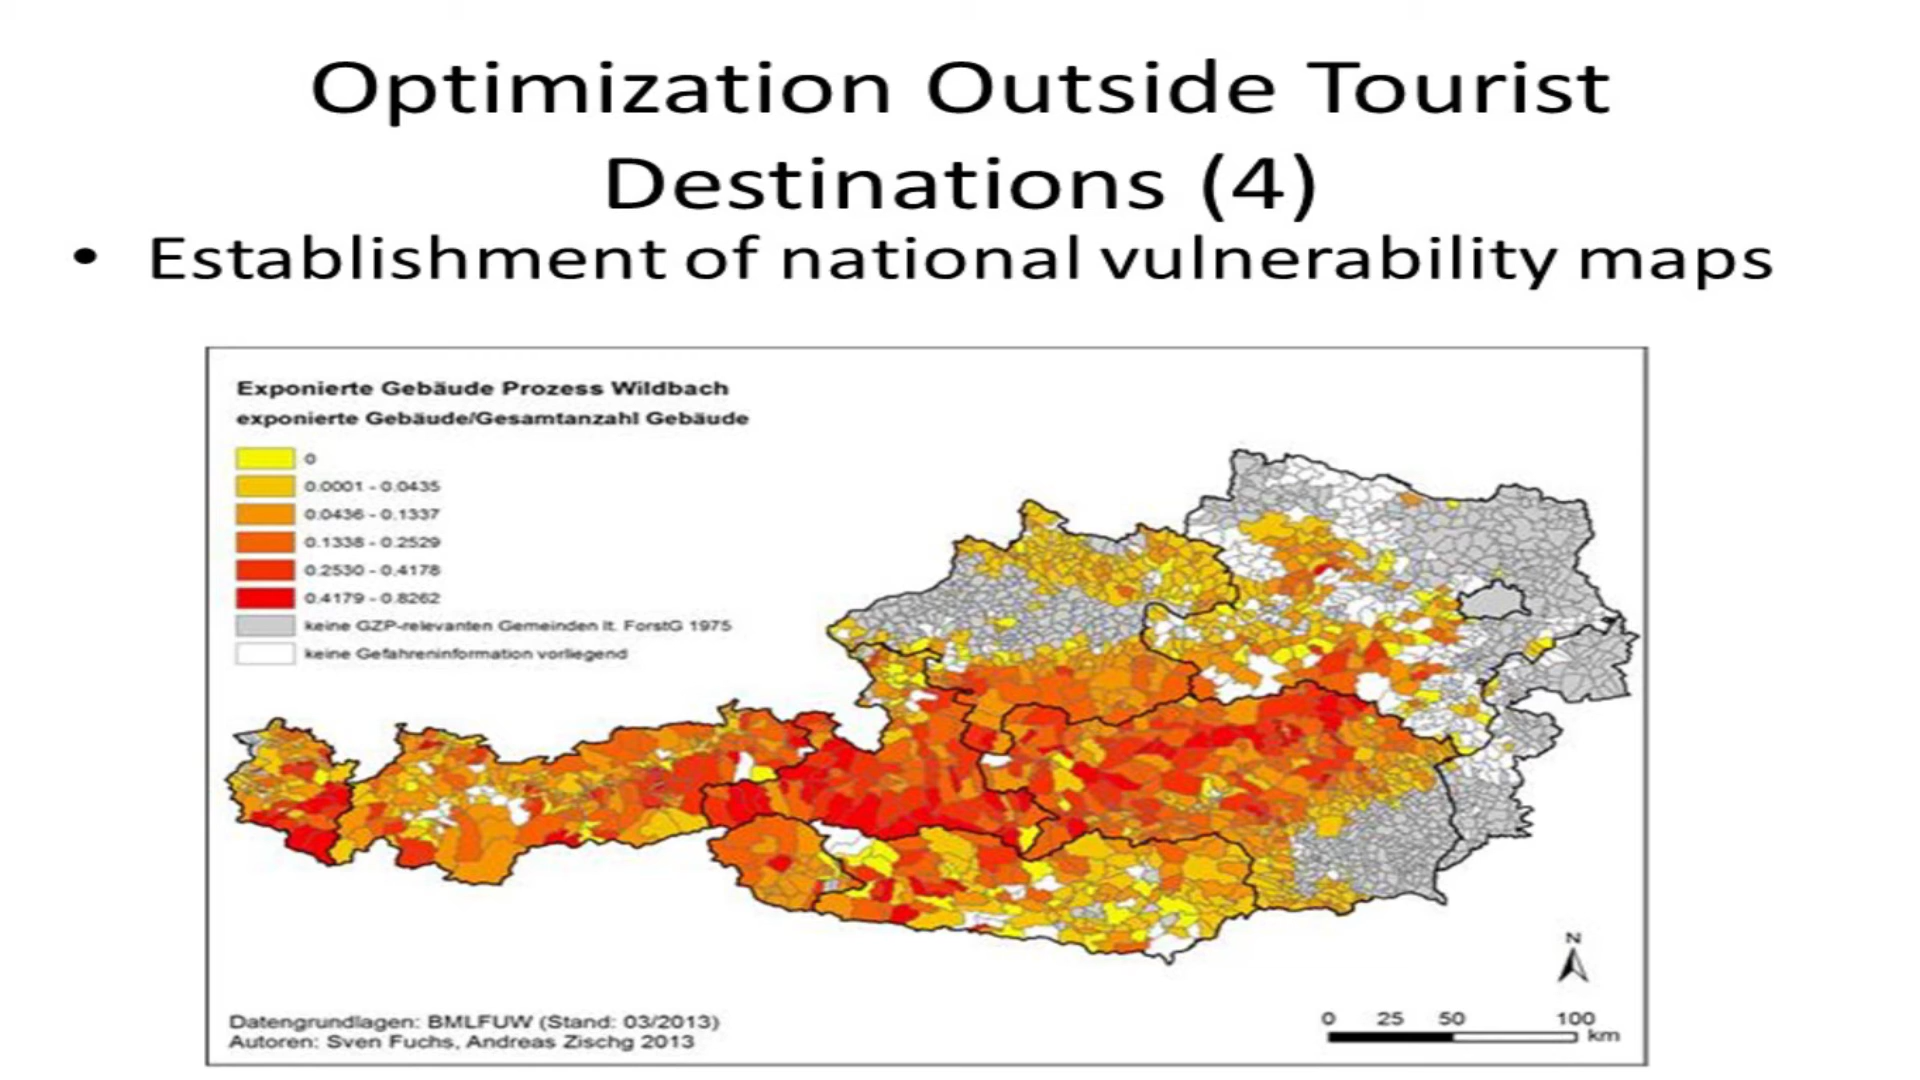 Optimization Outside Tourist
Destinations (4)
• Establishment of national vulnerability maps
Exponierte Gebäude Prozess Wildbach
exponierte Gebäude/Gesamtanzahl Gebäude
0
0.0001 - 0.0435
0.0436 - 0.1337
0.1338 - 0.2529
0.2530 - 0.4178
0.4179 - 0.8262
keine GZP-relevanten Gemeinden lt. ForstG 1975
keine Gefahreninformation vorliegend
N
0 25 50 100
km
Datengrundlagen: BMLFUW (Stand: 03/2013)
Autoren: Sven Fuchs, Andreas Zischg 2013